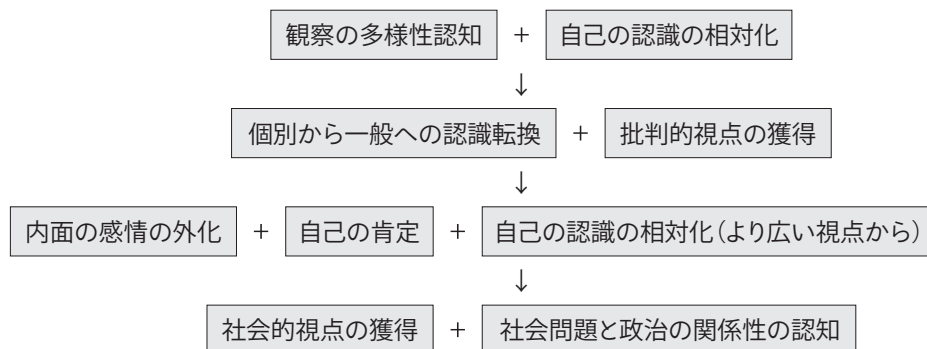 観察の多様性認知 + 自己の認識の相対化
↓
個別から一般への認識転換 + 批判的視点の獲得
↓
内面の感情の外化 + 自己の肯定 + 自己の認識の相対化（より広い視点から）
↓
社会的視点の獲得 + 社会問題と政治の関係性の認知